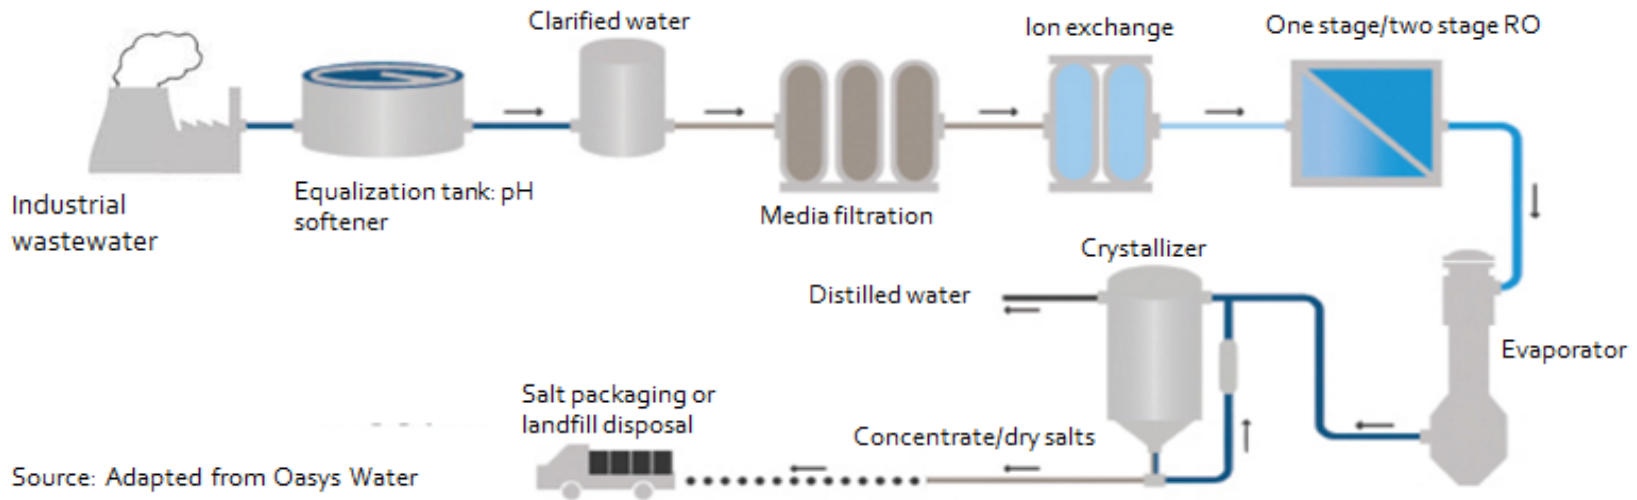 Clarified water
Ion exchange
One stage/two stage RO
Industrial
wastewater
Equalization tank: pH
softener
Media filtration
Crystallizer
Distilled water
Evaporator
Salt packaging or
landfill disposal
Concentrate/dry salts
Source: Adapted from Oasys Water